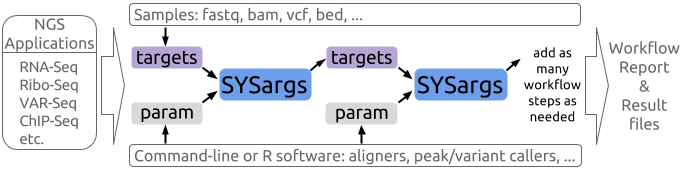 NGS
Applications
RNA-Seq
Ribo-Seq
VAR-Seq
ChIP-Seq
etc.
Samples: fastq, bam, vcf, bed, ...
targets
SYSargs
param
targets
SYSargs
param
add as
many
workflow
steps as
needed
Command-line or R software: aligners, peak/variant callers, ...
Workflow
Report
&
Result
files